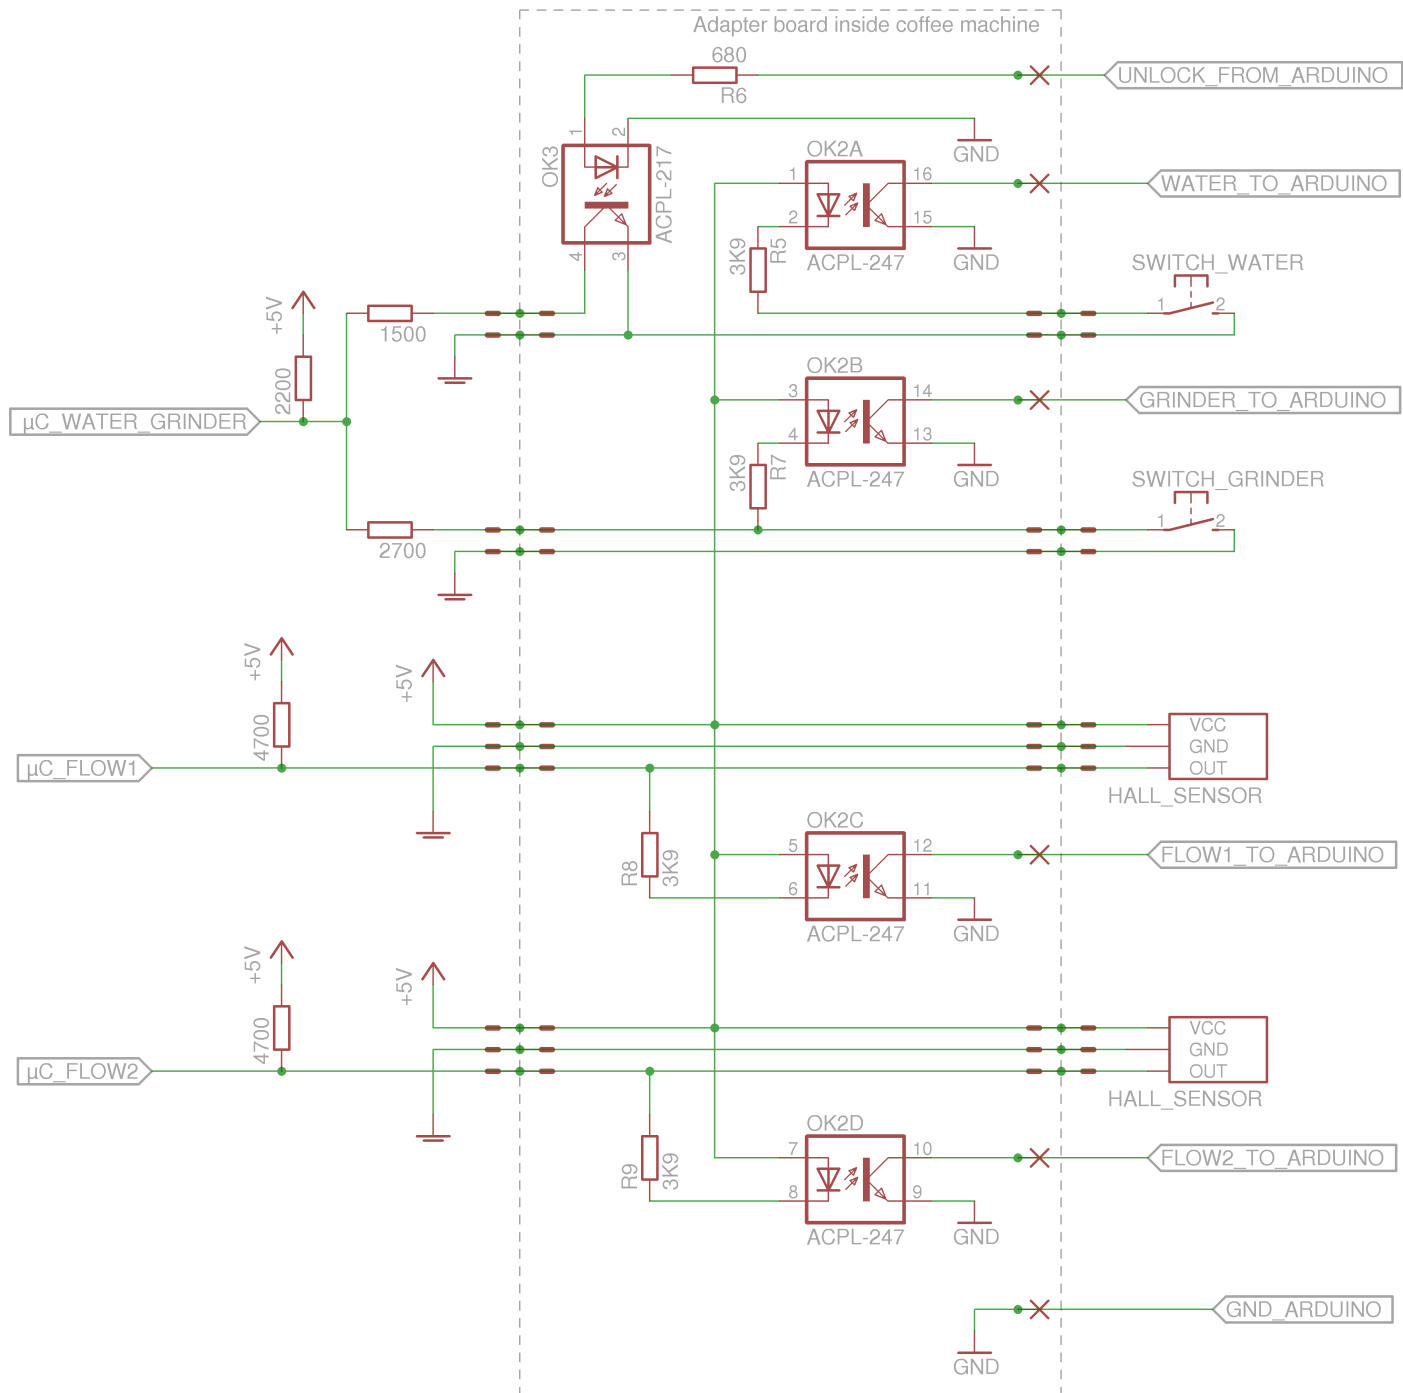 Adapter board inside coffee machine
680
R6
UNLOCK_FROM_ARDUINO
1
2
GND
OK3
ACPL-217
4
3
OK2A
1
16
WATER_TO_ARDUINO
2
15
GND
ACPL-247
3K9
R5
SWITCH_WATER
1
2
+5V
1500
2200
µC_WATER_GRINDER
OK2B
3
14
GRINDER_TO_ARDUINO
4
13
GND
ACPL-247
3K9
R7
SWITCH_GRINDER
1
2
2700
+5V
+5V
4700
µC_FLOW1
VCC
GND
OUT
HALL_SENSOR
OK2C
5
12
FLOW1_TO_ARDUINO
6
11
GND
ACPL-247
R8
3K9
+5V
+5V
4700
µC_FLOW2
VCC
GND
OUT
HALL_SENSOR
OK2D
7
10
FLOW2_TO_ARDUINO
8
9
GND
ACPL-247
R9
3K9
GND_ARDUINO
GND